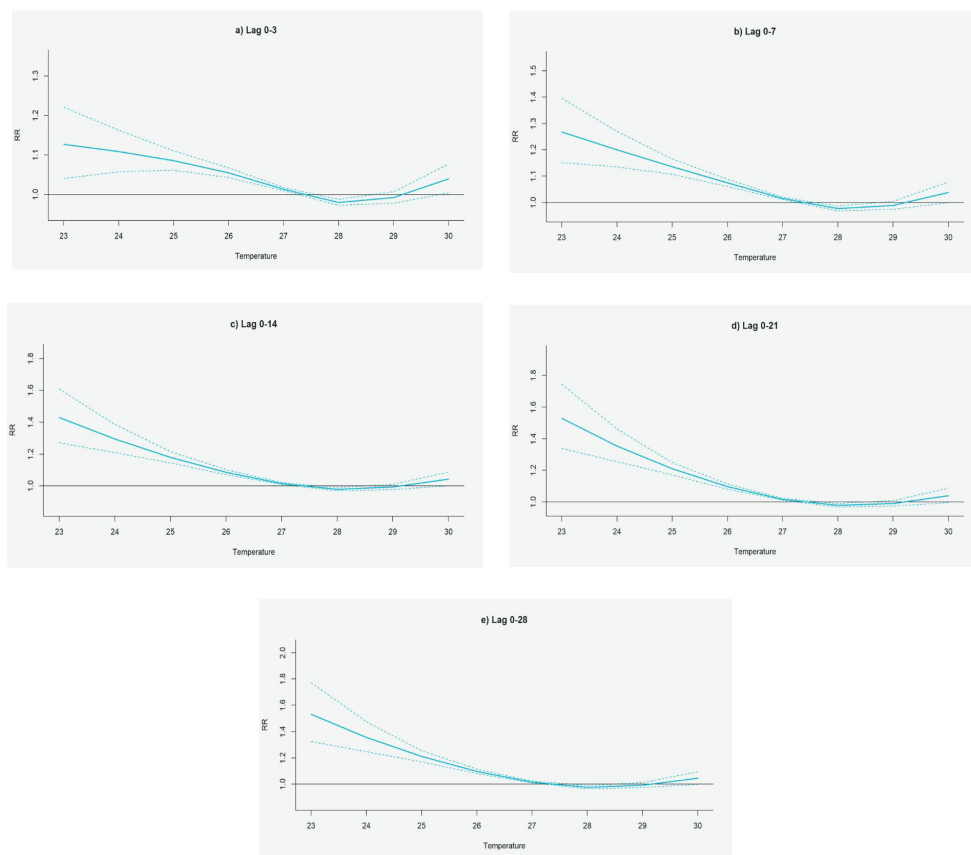 a) Lag 0-3
1.3
1.2
1.1
1.0
RR
23 24 25 26 27 28 29 30
Temperature
b) Lag 0-7
1.5
1.4
1.3
1.2
1.1
1.0
RR
23 24 25 26 27 28 29 30
Temperature
c) Lag 0-14
1.8
1.6
1.4
1.2
1.0
RR
23 24 25 26 27 28 29 30
Temperature
d) Lag 0-21
1.8
1.6
1.4
1.2
1.0
RR
23 24 25 26 27 28 29 30
Temperature
e) Lag 0-28
2.0
1.8
1.6
1.4
1.2
1.0
RR
23 24 25 26 27 28 29 30
Temperature